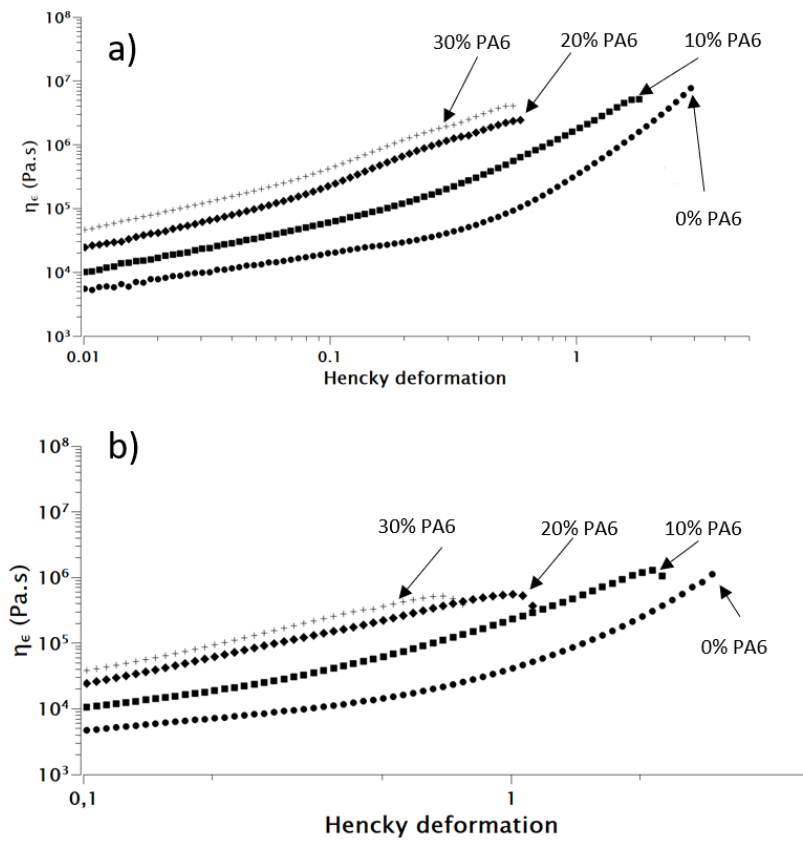 a)
30% PA6
20% PA6
10% PA6
0% PA6
10⁸
10⁷
10⁶
10⁵
10⁴
10³
ηϵ (Pa.s)
0.01
0.1
1
Hencky deformation
b)
30% PA6
20% PA6
10% PA6
0% PA6
10⁸
10⁷
10⁶
10⁵
10⁴
10³
ηϵ (Pa.s)
0,1
1
Hencky deformation